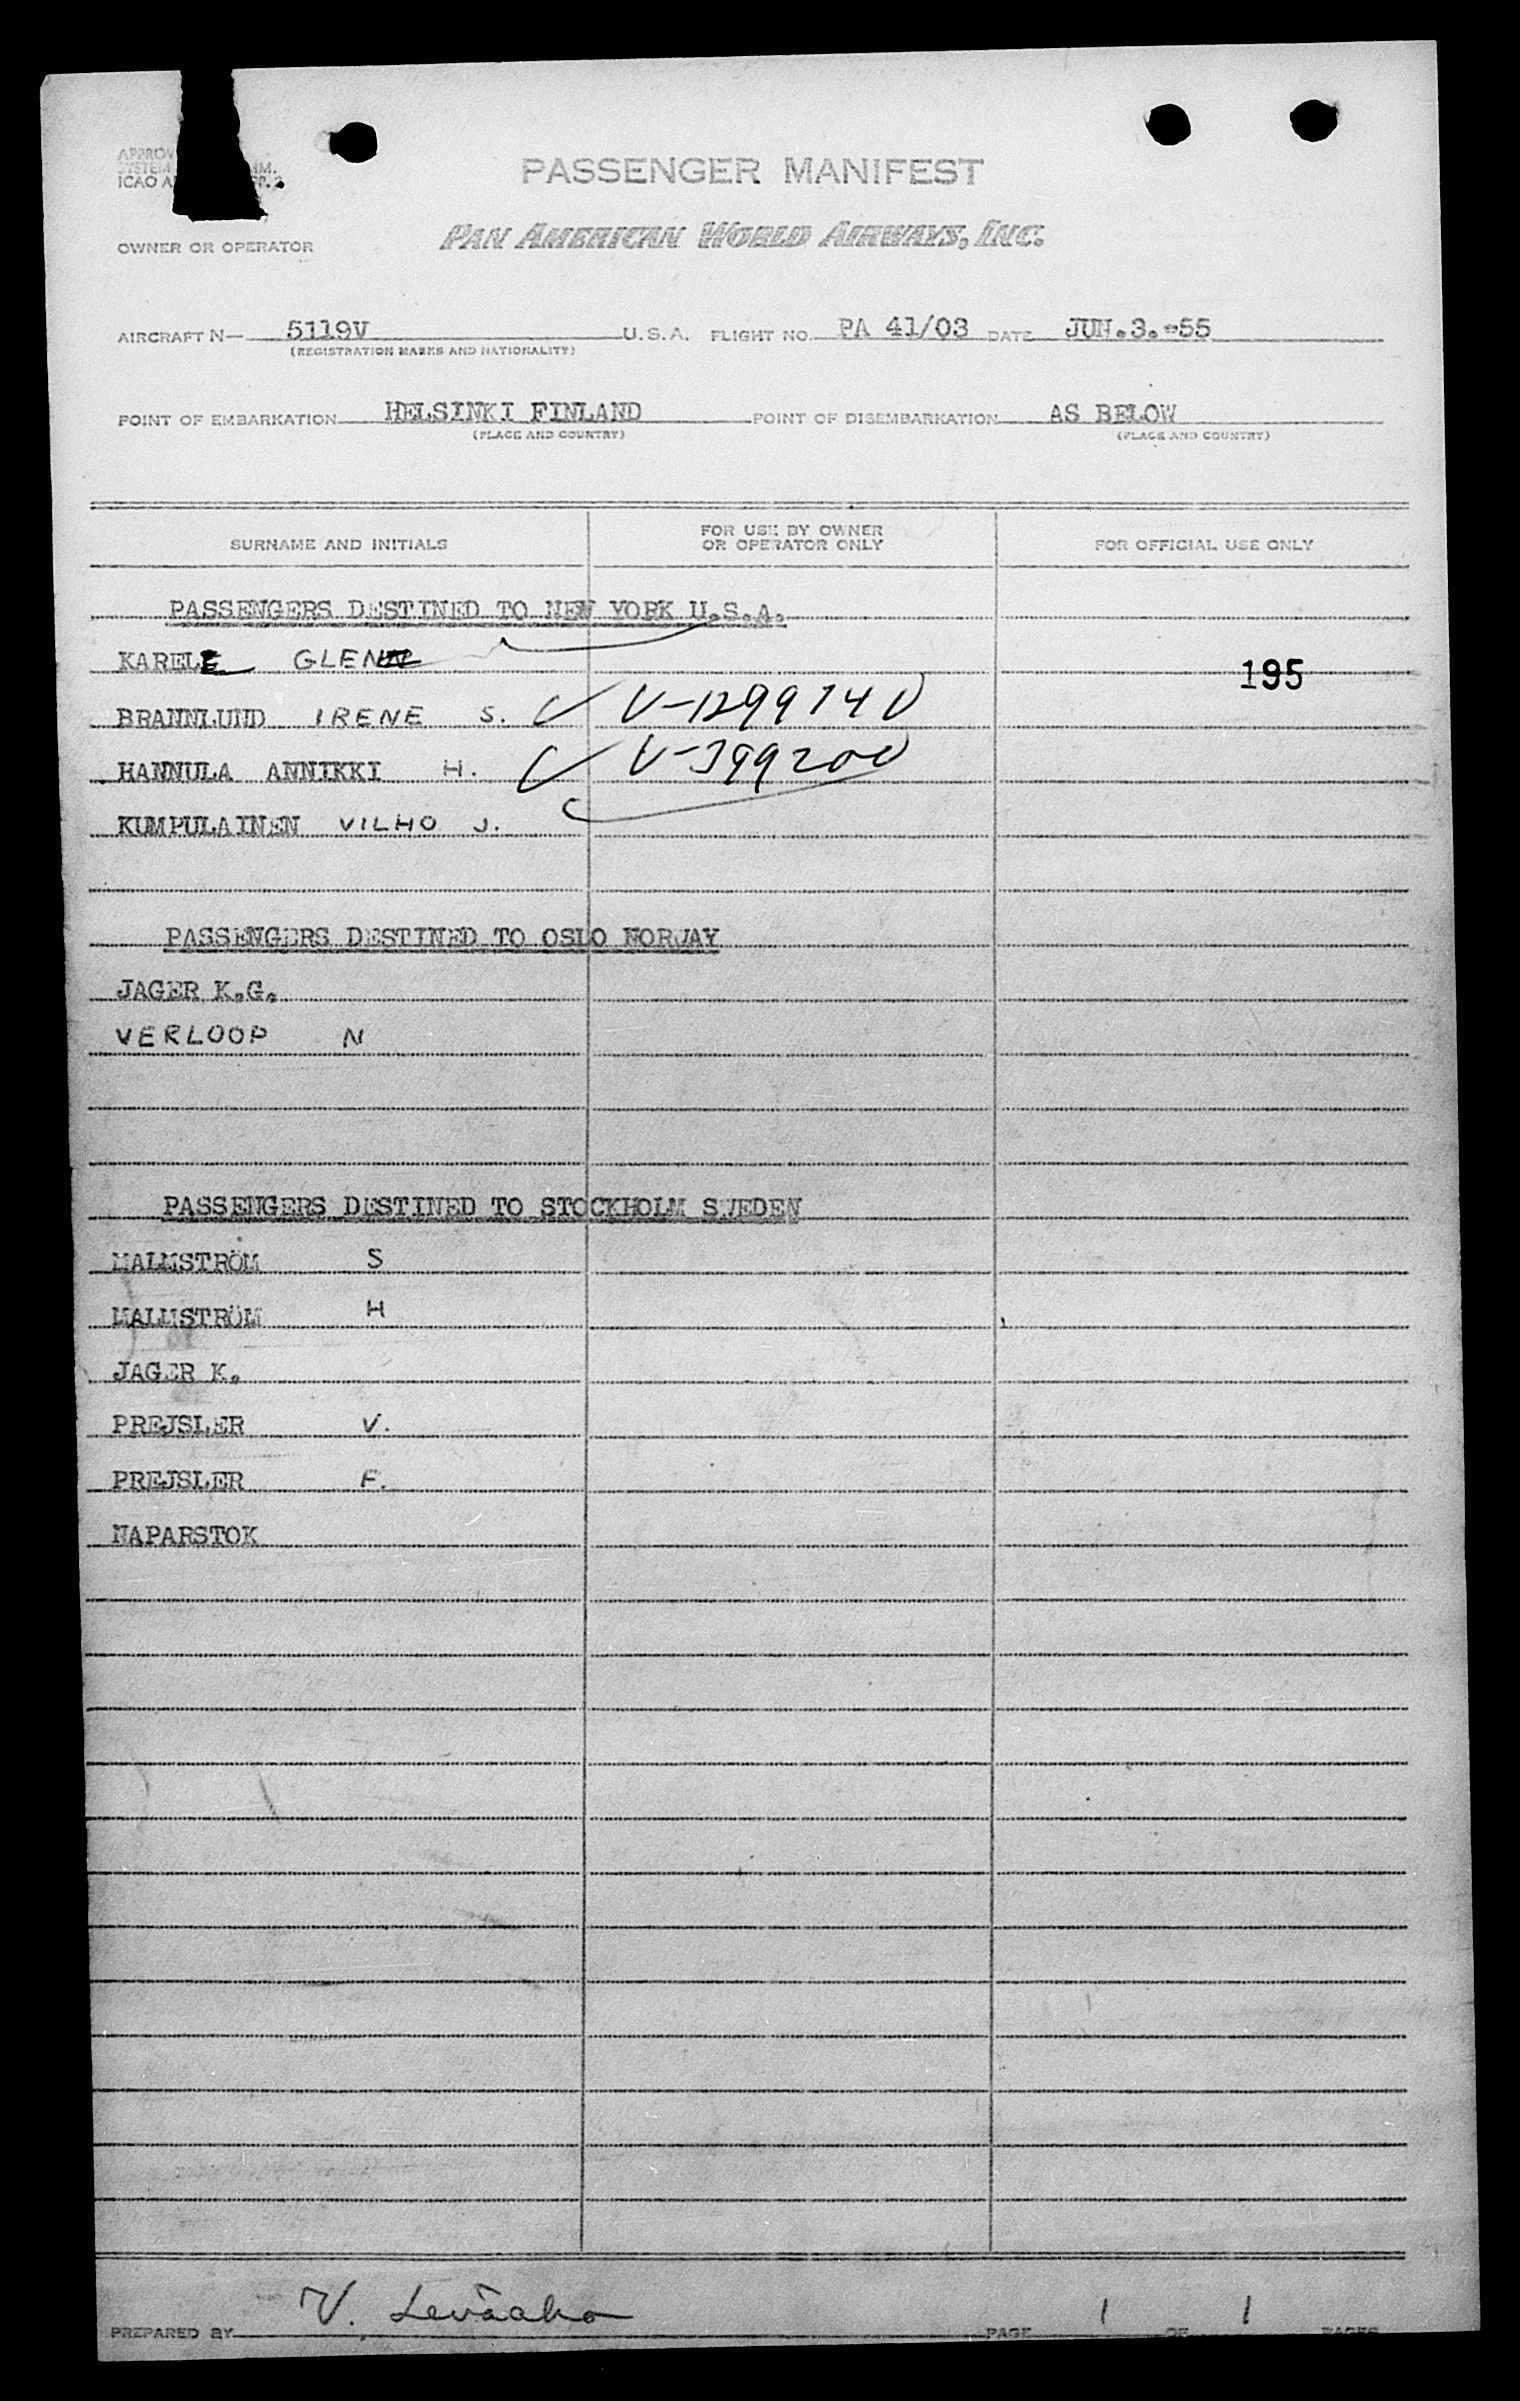 PASSENGER MANIFEST
ICAO
OWNER OR OPERATOR PAN AMERICAN WORLD AIRWAYS, INC.
AIRCRAFT N— 5119V U.S.A. FLIGHT NO. PA 41/03 DATE JUN.3.-55
(REGISTRATION MARKS AND NATIONALITY)
POINT OF EMBARKATION HELSINKI FINLAND POINT OF DISEMBARKATION AS BELOW
(PLACE AND COUNTRY) (PLACE AND COUNTRY)
SURNAME AND INITIALS FOR USE BY OWNER OR OPERATOR ONLY FOR OFFICIAL USE ONLY
PASSENGERS DESTINED TO NEW YORK U.S.A.
KARELE GLENN 195
BRANNLUND IRENE S. V-1299740
HANNULA ANNIKKI H. V-399200
KUMPULAINEN VILHO J.
PASSENGERS DESTINED TO OSLO NORWAY
JAGER K.G.
VERLOOP N
PASSENGERS DESTINED TO STOCKHOLM SWEDEN
MALMSTRÖM S
MALMSTRÖM H
JAGER K.
PREJSLER V.
PREJSLER F.
NAPARSTOK
PREPARED BY V. Leväaho PAGE 1 OF 1 PAGES